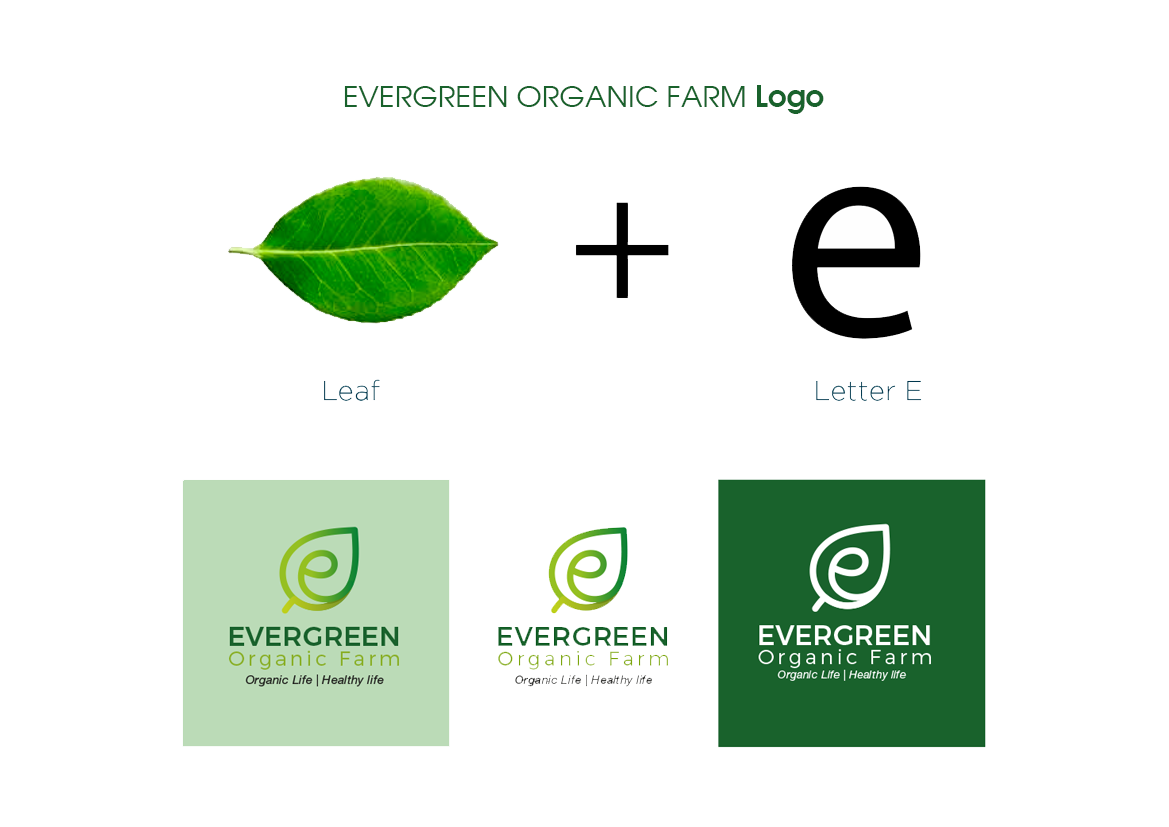 EVERGREEN ORGANIC FARM Logo
+ e
Leaf
Letter E
EVERGREEN
Organic Farm
Organic Life | Healthy life
EVERGREEN
Organic Farm
Organic Life | Healthy life
EVERGREEN
Organic Farm
Organic Life | Healthy life